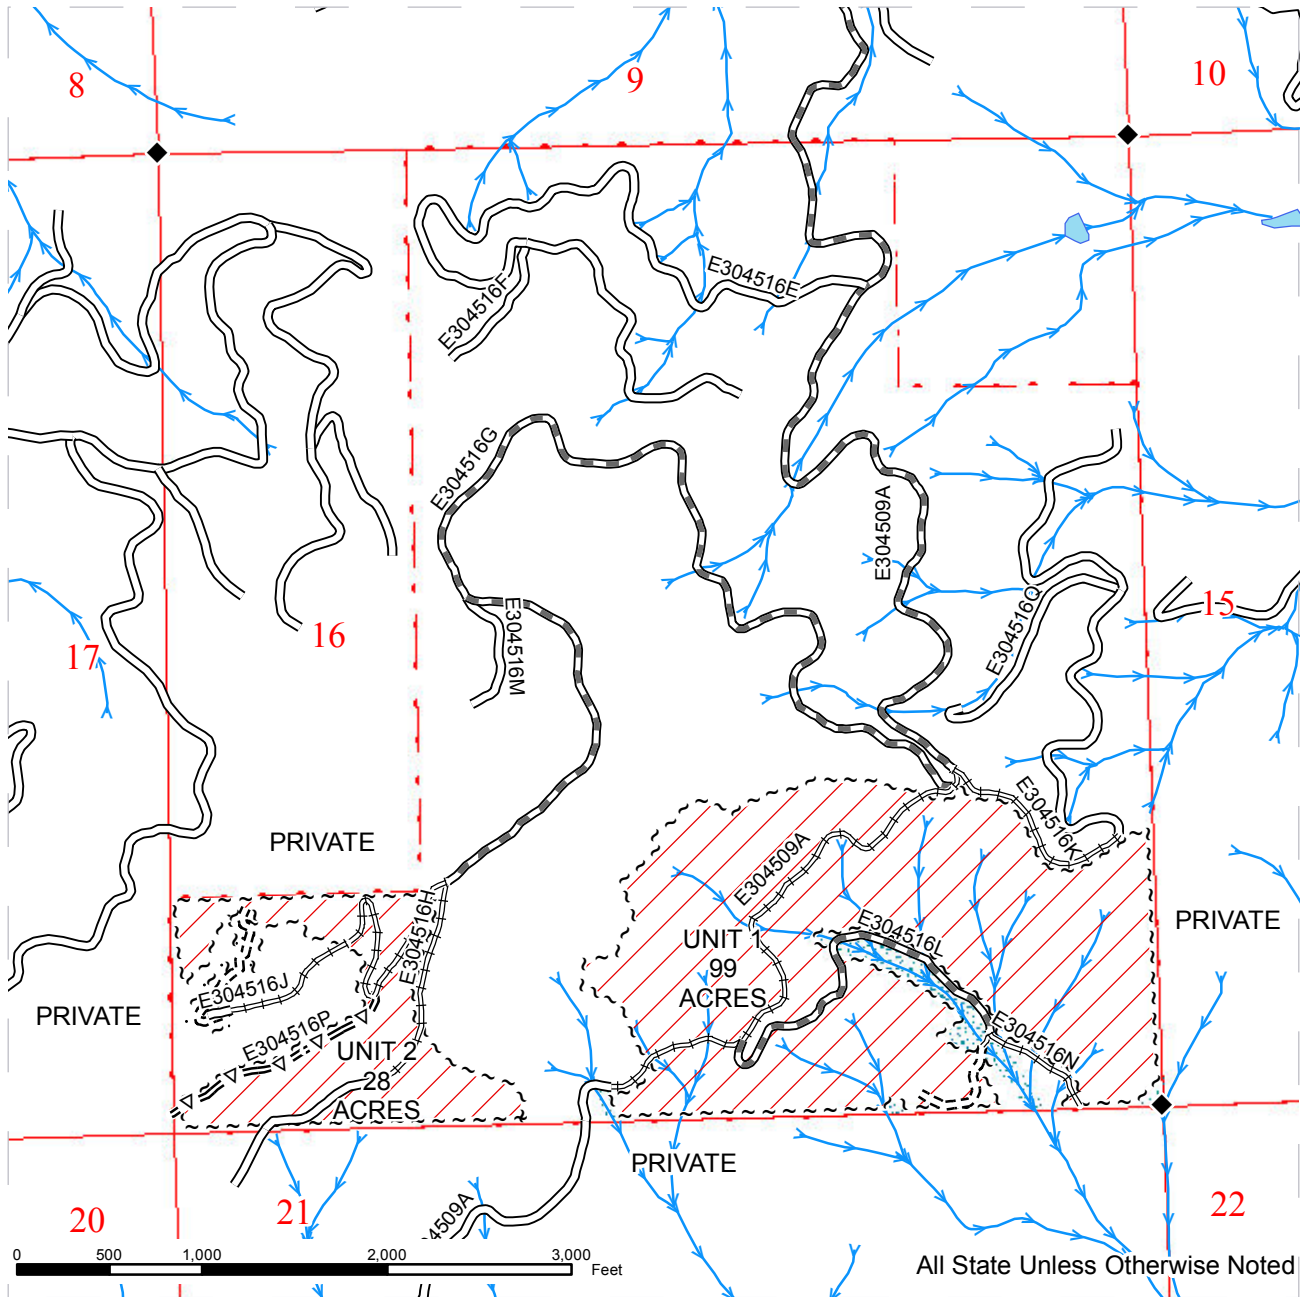 8
9
10
E304516E
E304516F
E304516G
E304509A
E304516Q
E304516M
15
16
17
E304516K
PRIVATE
E304509A
E304516H
PRIVATE
E304516L
UNIT 1
99
ACRES
E304516J
PRIVATE
E304516P
E304516N
UNIT 2
28
ACRES
PRIVATE
20
21
22
4509A
0 500 1,000 2,000 3,000
Feet
All State Unless Otherwise Noted